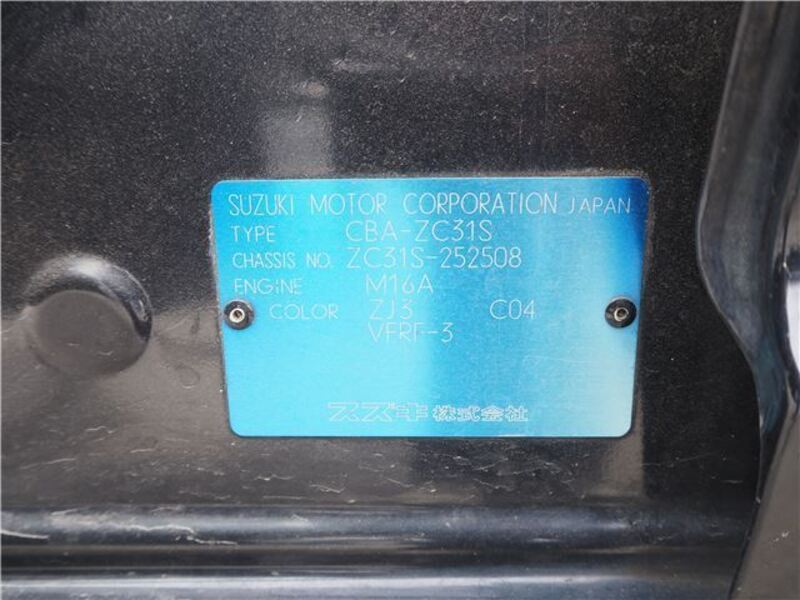 SUZUKI MOTOR CORPORATION JAPAN
TYPE CBA-ZC31S
CHASSIS NO. ZC31S-252508
ENGINE M16A
COLOR ZJ3 C04
VFRF-3
スズキ株式会社